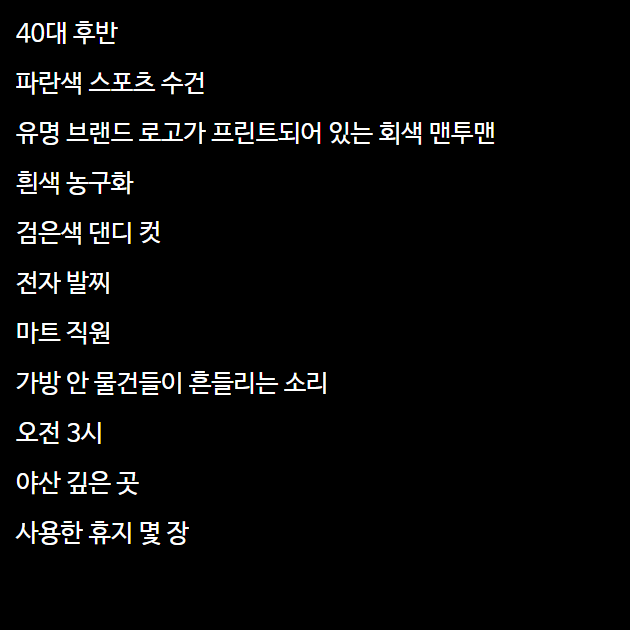 40대 후반
파란색 스포츠 수건
유명 브랜드 로고가 프린트되어 있는 회색 맨투맨
흰색 농구화
검은색 댄디 컷
전자 발찌
마트 직원
가방 안 물건들이 흔들리는 소리
오전 3시
야산 깊은 곳
사용한 휴지 몇 장